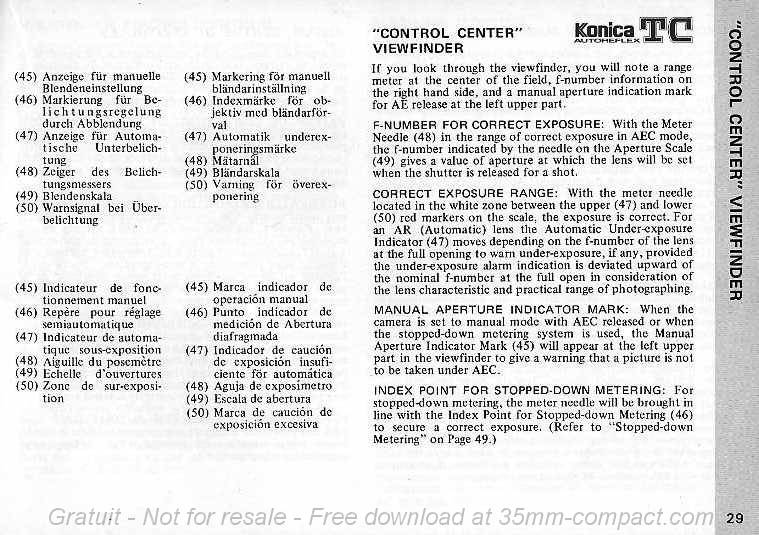 (45) Anzeige für manuelle
Blendeneinstellung
(46) Markierung für Be-
lichtungsregelung
durch Abblendung
(47) Anzeige für Automa-
tische Unterbelich-
tung
(48) Zeiger des Belich-
tungsmessers
(49) Blendenskala
(50) Warnsignal bei Über-
belichtung
(45) Markering för manuell
bländarinställning
(46) Indexmärke för ob-
jektiv med bländarför-
val
(47) Automatik underex-
poneringsmärke
(48) Mätarnål
(49) Bländarskala
(50) Varning för överex-
ponering
(45) Indicateur de fonc-
tionnement manuel
(46) Repère pour réglage
semiautomatique
(47) Indicateur de automa-
tique sous-exposition
(48) Aiguille du posemètre
(49) Echelle d'ouvertures
(50) Zone de sur-exposi-
tion
(45) Marca indicador de
operación manual
(46) Punto indicador de
medición de Abertura
diafragmada
(47) Indicador de caución
de exposición insufi-
ciente för automática
(48) Aguja de exposímetro
(49) Escala de abertura
(50) Marca de caución de
exposición excesiva
"CONTROL CENTER"
VIEWFINDER
Konica TC
AUTOREFLEX
If you look through the viewfinder, you will note a range
meter at the center of the field, f-number information on
the right hand side, and a manual aperture indication mark
for AE release at the left upper part.
F-NUMBER FOR CORRECT EXPOSURE: With the Meter
Needle (48) in the range of correct exposure in AEC mode,
the f-number indicated by the needle on the Aperture Scale
(49) gives a value of aperture at which the lens will be set
when the shutter is released for a shot.
CORRECT EXPOSURE RANGE: With the meter needle
located in the white zone between the upper (47) and lower
(50) red markers on the scale, the exposure is correct. For
an AR (Automatic) lens the Automatic Under-exposure
Indicator (47) moves depending on the f-number of the lens
at the full opening to warn under-exposure, if any, provided
the under-exposure alarm indication is deviated upward of
the nominal f-number at the full open in consideration of
the lens characteristic and practical range of photographing.
MANUAL APERTURE INDICATOR MARK: When the
camera is set to manual mode with AEC released or when
the stopped-down metering system is used, the Manual
Aperture Indicator Mark (45) will appear at the left upper
part in the viewfinder to give a warning that a picture is not
to be taken under AEC.
INDEX POINT FOR STOPPED-DOWN METERING: For
stopped-down metering, the meter needle will be brought in
line with the Index Point for Stopped-down Metering (46)
to secure a correct exposure. (Refer to "Stopped-down
Metering" on Page 49.)
"CONTROL CENTER" VIEWFINDER
Gratuit - Not for resale - Free download at 35mm-compact.com
29